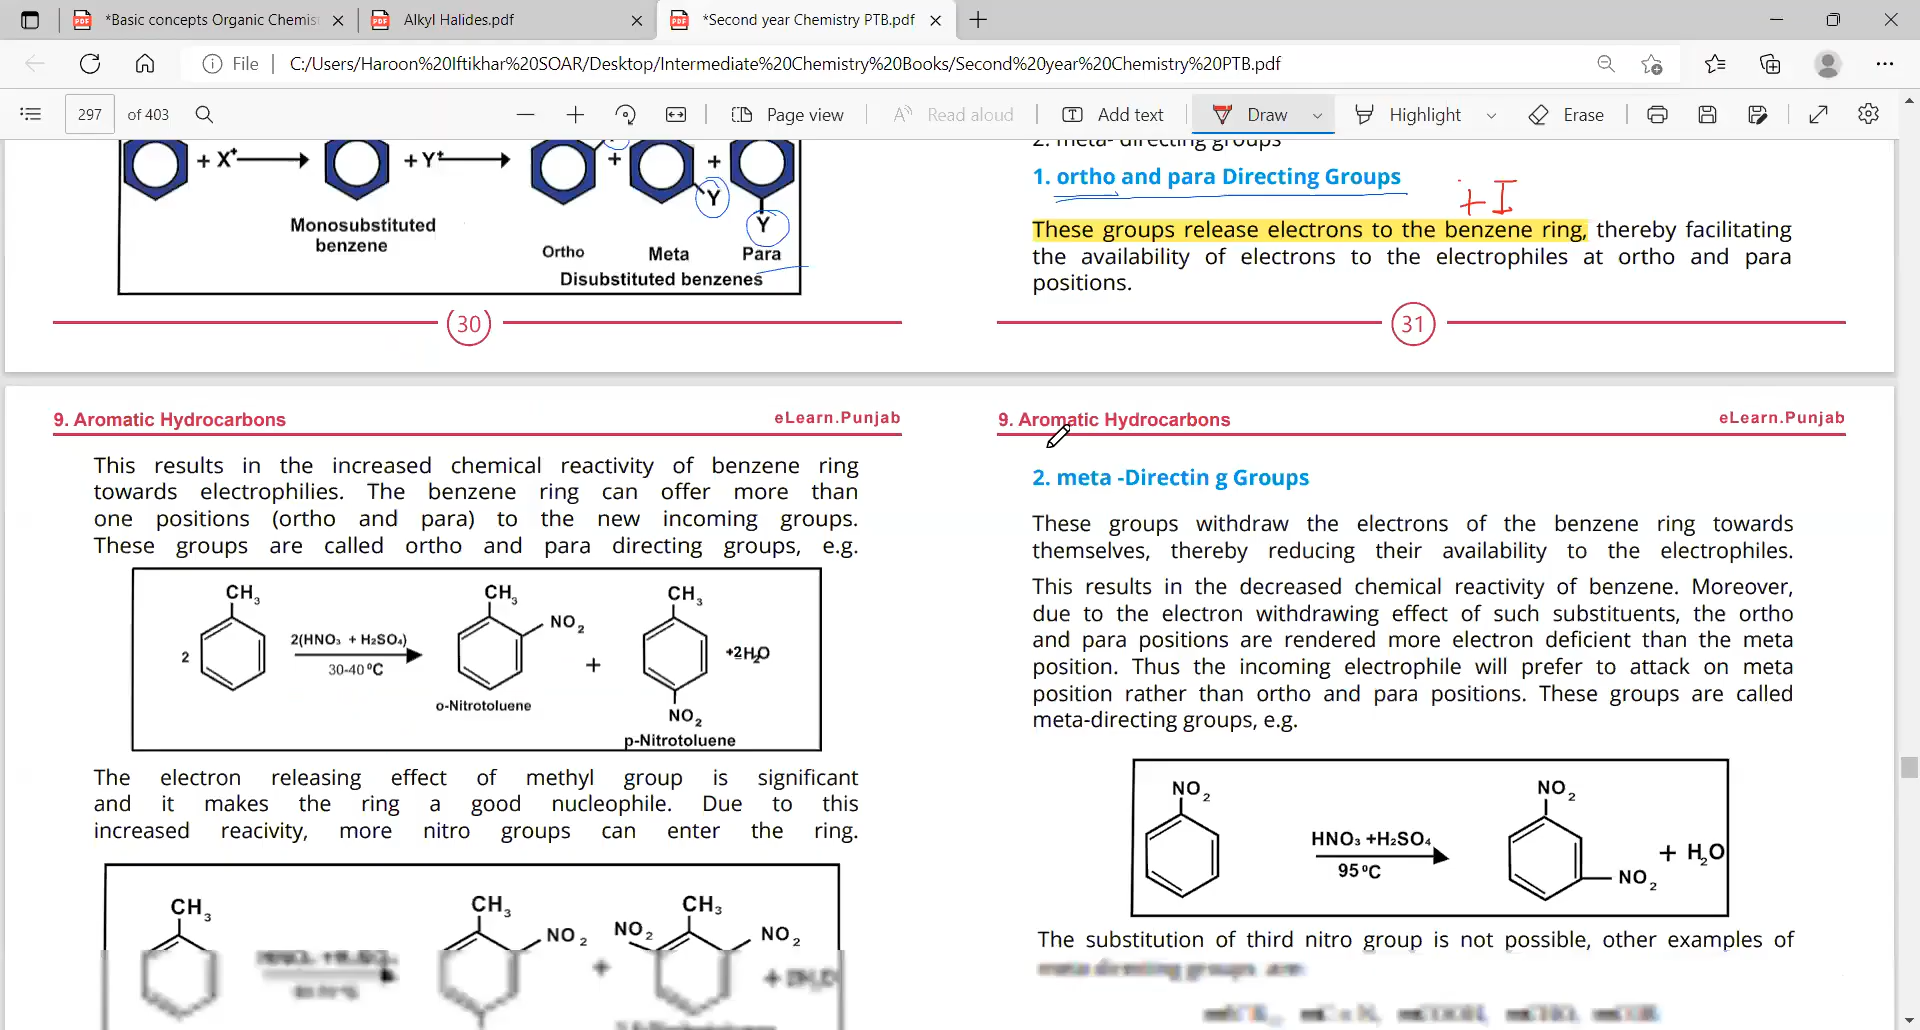 *Basic concepts Organic Chemis
Alkyl Halides.pdf
*Second year Chemistry PTB.pdf
File
C:/Users/Haroon%20Iftikhar%20SOAR/Desktop/Intermediate%20Chemistry%20Books/Second%20year%20Chemistry%20PTB.pdf
297 of 403
Page view
Read aloud
Add text
Draw
Highlight
Erase
+ X⁺
+ Y⁺
+
+
Y
Y
Monosubstituted
benzene
Ortho
Meta
Para
Disubstituted benzenes
30
2. meta- directing groups
1. ortho and para Directing Groups
+ I
These groups release electrons to the benzene ring, thereby facilitating
the availability of electrons to the electrophiles at ortho and para
positions.
31
9. Aromatic Hydrocarbons
eLearn.Punjab
This results in the increased chemical reactivity of benzene ring
towards electrophilies. The benzene ring can offer more than
one positions (ortho and para) to the new incoming groups.
These groups are called ortho and para directing groups, e.g.
CH₃
CH₃
CH₃
2
2(HNO₃ + H₂SO₄)
30-40 ⁰C
NO₂
+
+2H₂O
o-Nitrotoluene
NO₂
p-Nitrotoluene
The electron releasing effect of methyl group is significant
and it makes the ring a good nucleophile. Due to this
increased reacivity, more nitro groups can enter the ring.
CH₃
CH₃
CH₃
NO₂
NO₂
NO₂
+
9. Aromatic Hydrocarbons
eLearn.Punjab
2. meta -Directin g Groups
These groups withdraw the electrons of the benzene ring towards
themselves, thereby reducing their availability to the electrophiles.
This results in the decreased chemical reactivity of benzene. Moreover,
due to the electron withdrawing effect of such substituents, the ortho
and para positions are rendered more electron deficient than the meta
position. Thus the incoming electrophile will prefer to attack on meta
position rather than ortho and para positions. These groups are called
meta-directing groups, e.g.
NO₂
NO₂
HNO₃ +H₂SO₄
95 ⁰C
+ H₂O
NO₂
The substitution of third nitro group is not possible, other examples of
meta directing groups are